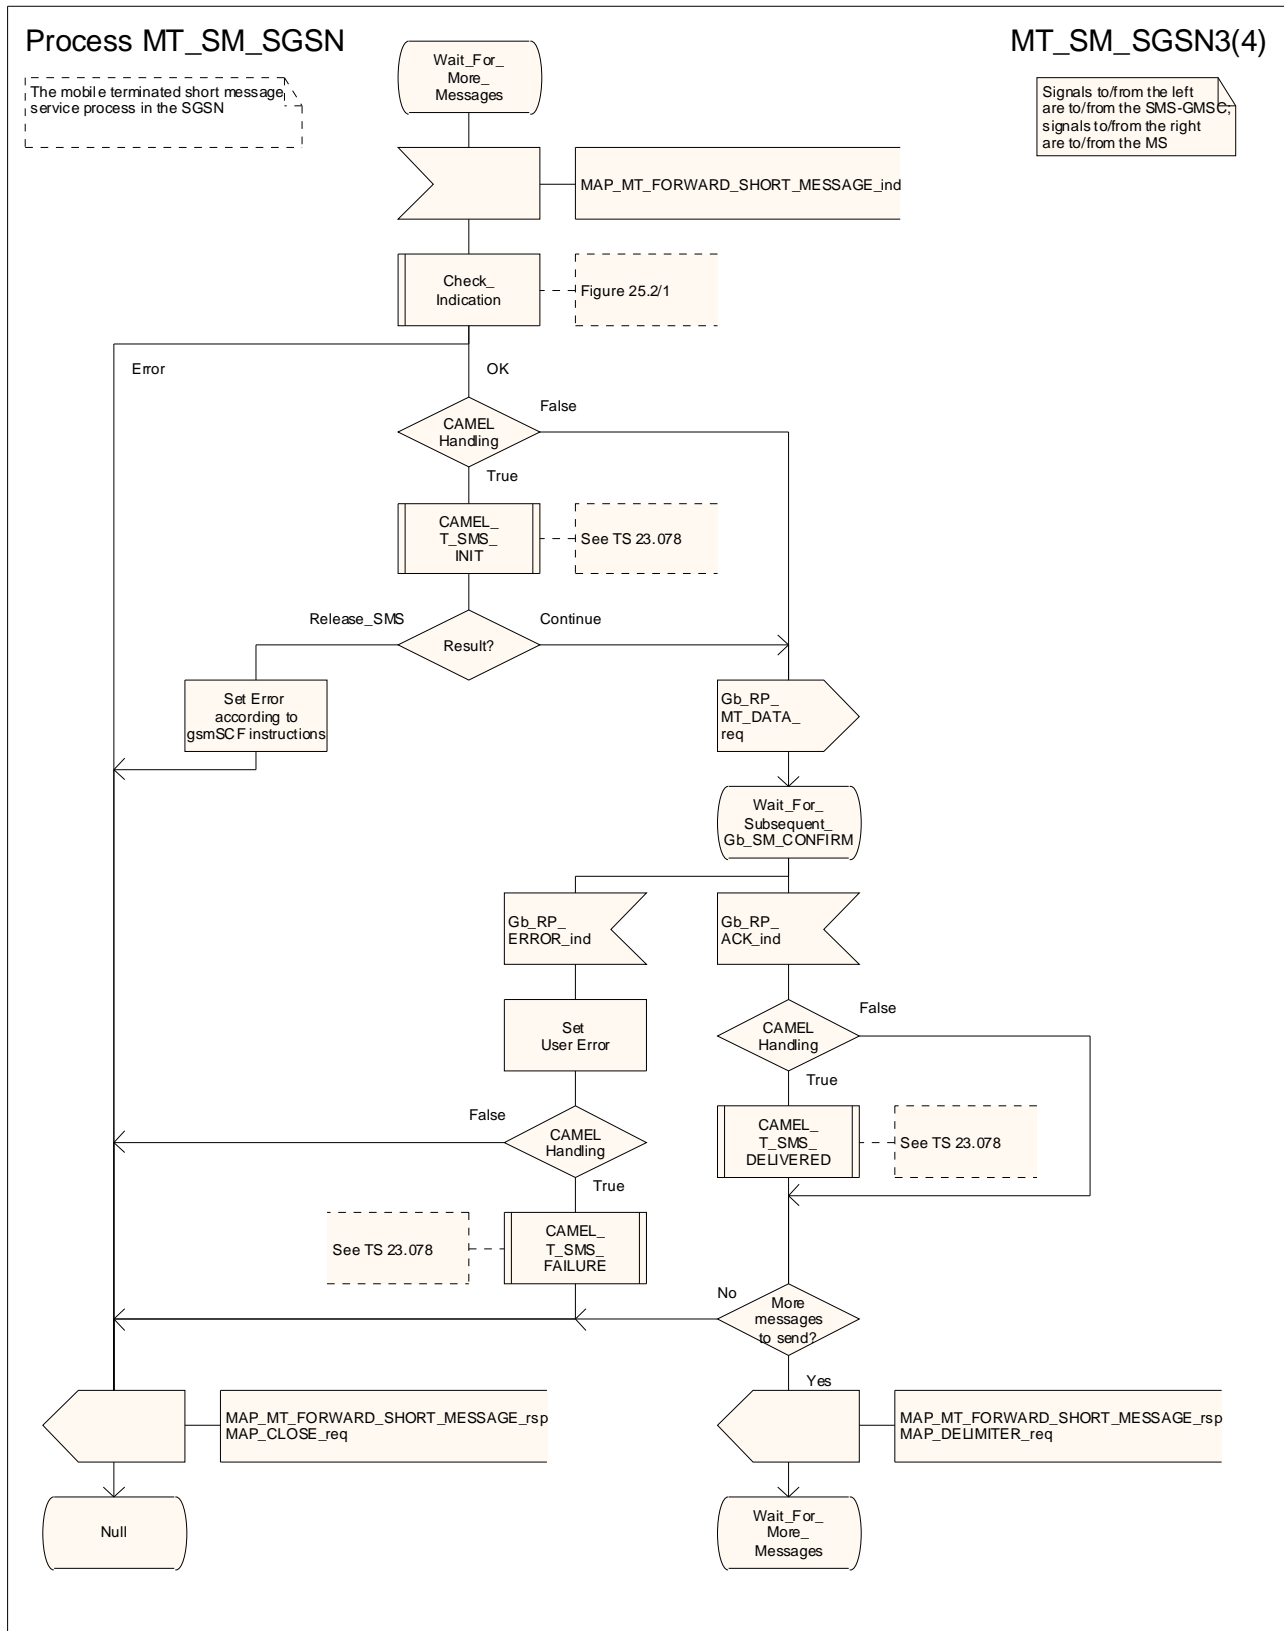 Process MT_SM_SGSN
MT_SM_SGSN3(4)
The mobile terminated short message
service process in the SGSN
Signals to/from the left
are to/from the SMS-GMSC;
signals to/from the right
are to/from the MS
Wait_For_
More_
Messages
MAP_MT_FORWARD_SHORT_MESSAGE_ind
Check_
Indication
Figure 25.2/1
Error
OK
CAMEL
Handling
False
True
CAMEL_
T_SMS_
INIT
See TS 23.078
Release_SMS
Result?
Continue
Set Error
according to
gsmSCF instructions
Gb_RP_
MT_DATA_
req
Wait_For_
Subsequent_
Gb_SM_CONFIRM
Gb_RP_
ERROR_ind
Gb_RP_
ACK_ind
Set
User Error
CAMEL
Handling
False
True
False
CAMEL
Handling
True
CAMEL_
T_SMS_
DELIVERED
See TS 23.078
See TS 23.078
CAMEL_
T_SMS_
FAILURE
No
More
messages
to send?
Yes
MAP_MT_FORWARD_SHORT_MESSAGE_rsp
MAP_CLOSE_req
MAP_MT_FORWARD_SHORT_MESSAGE_rsp
MAP_DELIMITER_req
Null
Wait_For_
More_
Messages